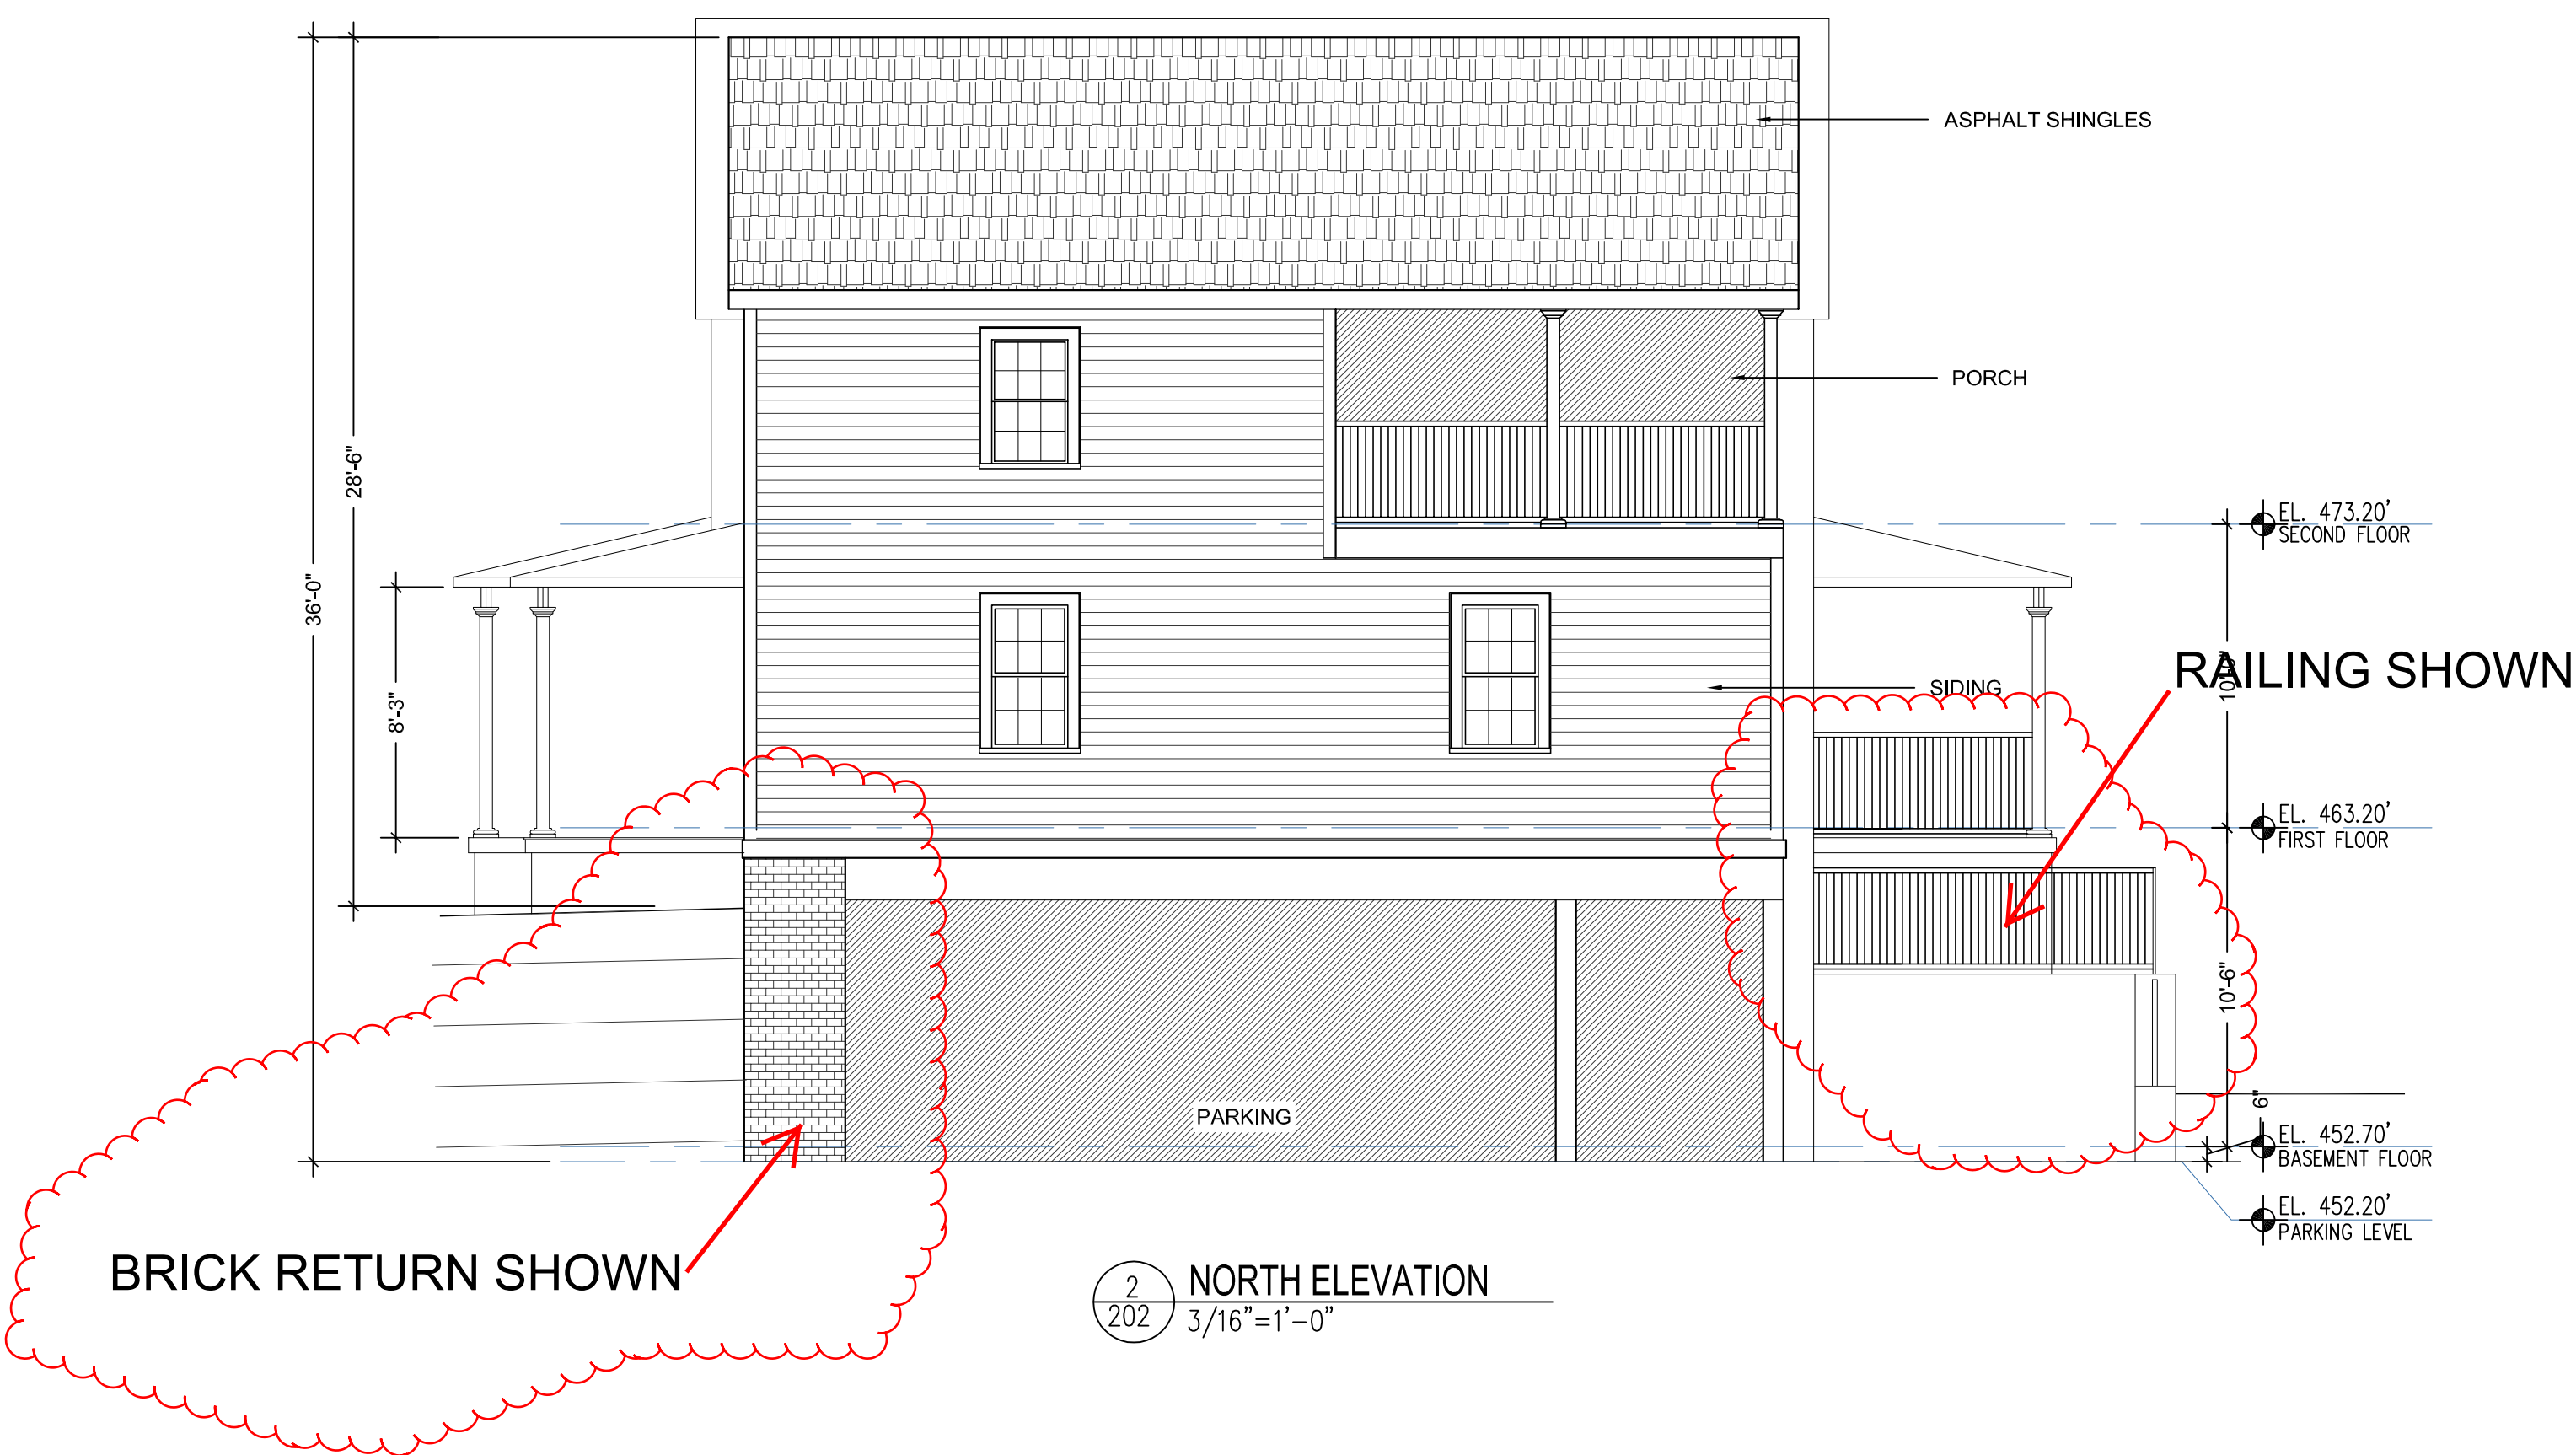 ASPHALT SHINGLES
PORCH
28'-6"
EL. 473.20'
SECOND FLOOR
36'-0"
10'-6"
RAILING SHOWN
SIDING
8'-3"
EL. 463.20'
FIRST FLOOR
10'-6"
6"
PARKING
EL. 452.70'
BASEMENT FLOOR
EL. 452.20'
PARKING LEVEL
BRICK RETURN SHOWN
2
202
NORTH ELEVATION
3/16"=1'-0"